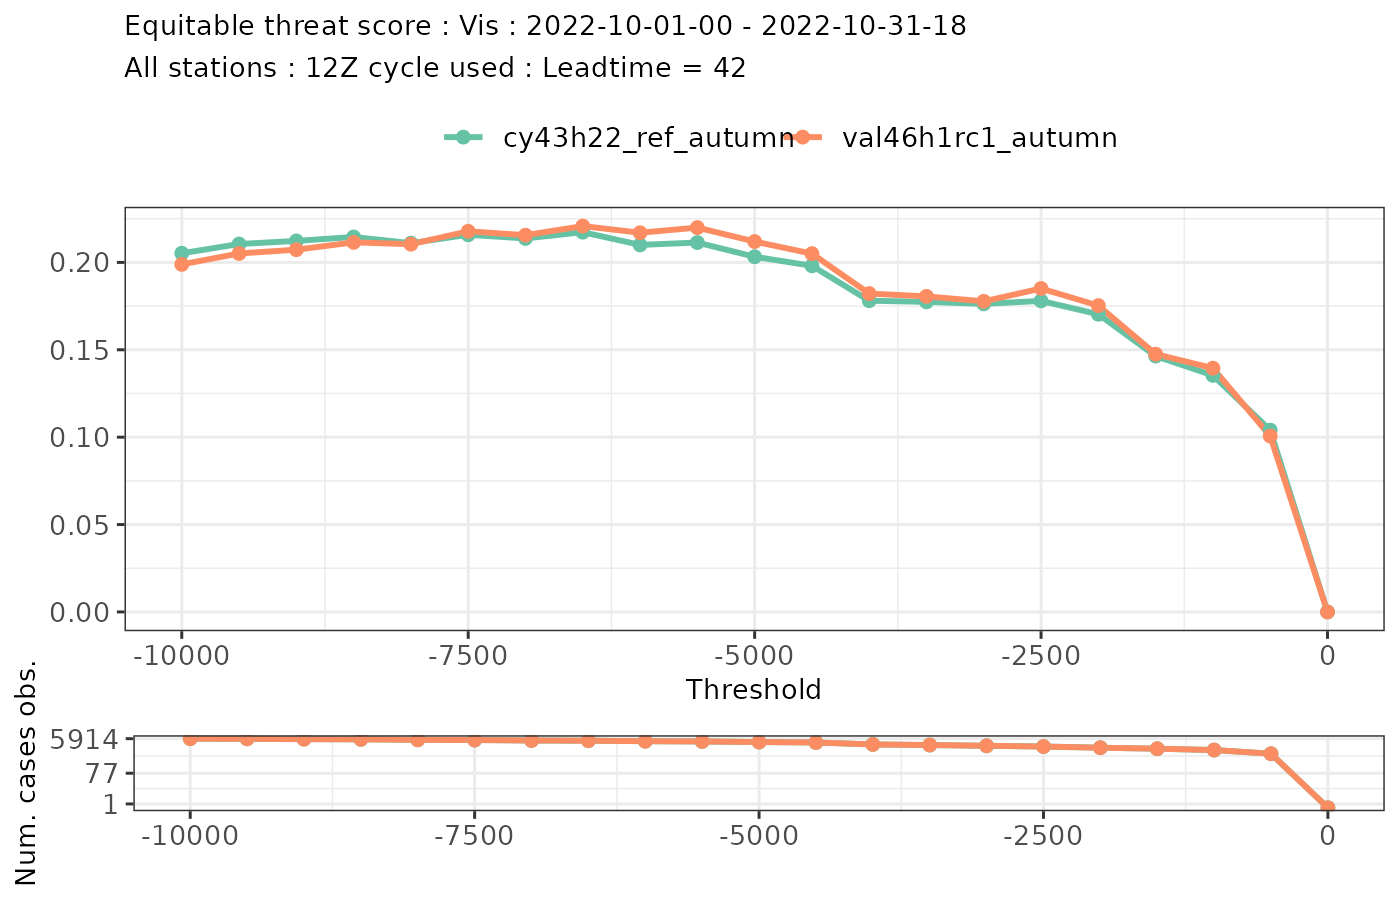 Equitable threat score : Vis : 2022-10-01-00 - 2022-10-31-18
All stations : 12Z cycle used : Leadtime = 42
cy43h22_ref_autumn val46h1rc1_autumn
0.20
0.15
0.10
0.05
0.00
-10000 -7500 -5000 -2500 0
Threshold
Num. cases obs.
5914
77
1
-10000 -7500 -5000 -2500 0